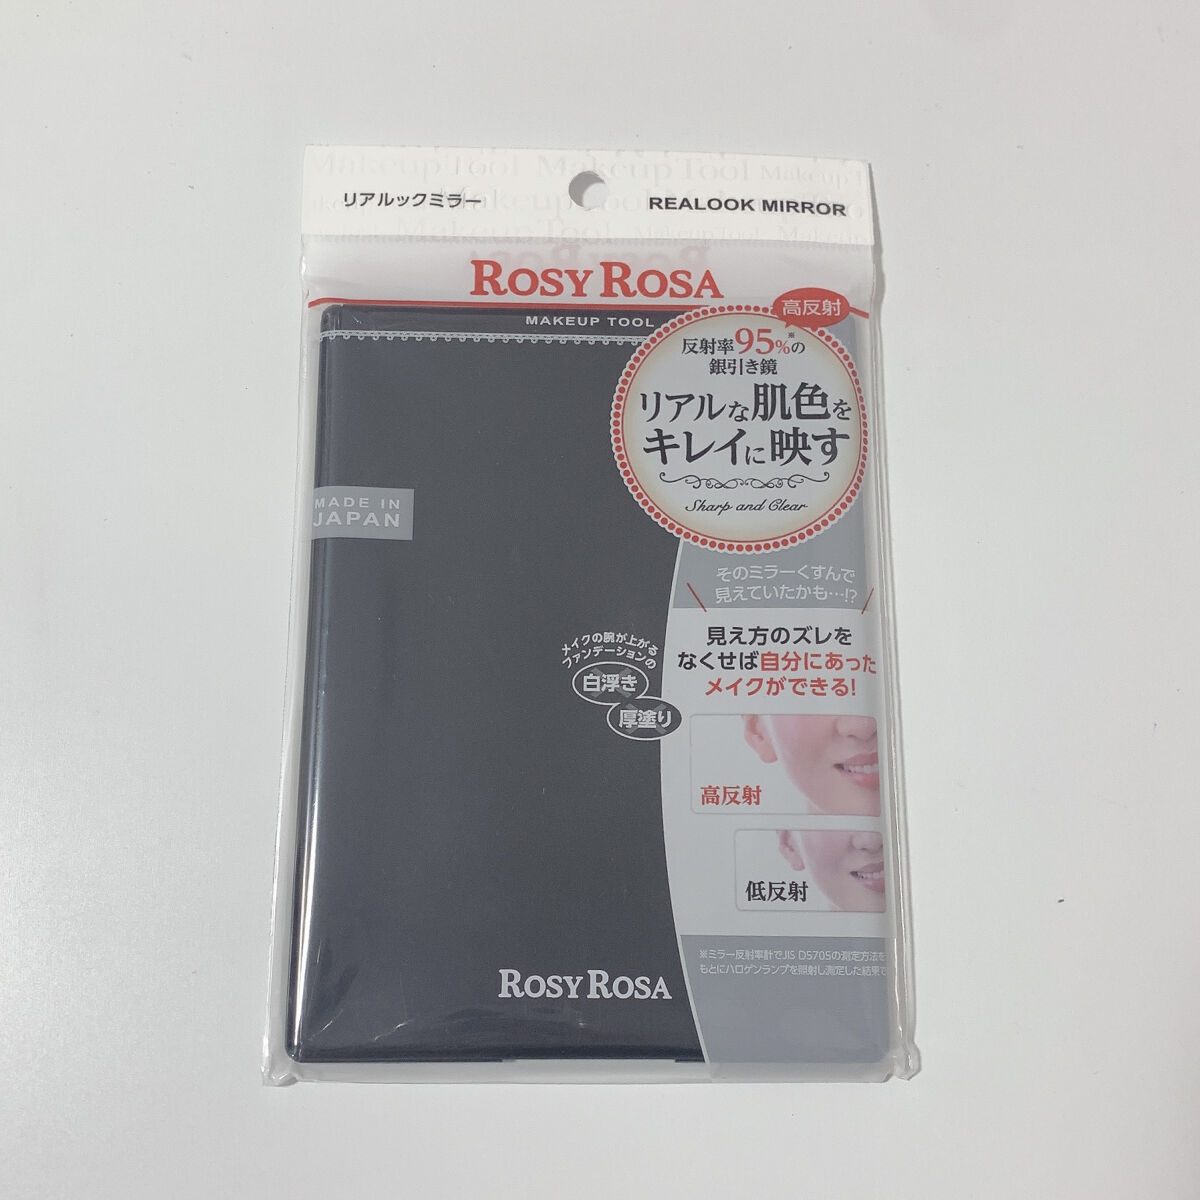 Makeup Tool Makeup Tool Makeup T
リアルックミラー
REALOOK MIRROR
ROSY ROSA
MAKEUP TOOL
高反射
反射率95%※の
銀引き鏡
リアルな肌色を
キレイに映す
Sharp and Clear
MADE IN
JAPAN
そのミラーくすんで
見えていたかも…!?
見え方のズレを
なくせば自分にあった
メイクができる!
メイクの腕が上がる
ファンデーションの
白浮き
厚塗り
高反射
低反射
※ミラー反射率計でJIS D5705の測定方法を
もとにハロゲンランプを照射し測定した結果で
ROSY ROSA